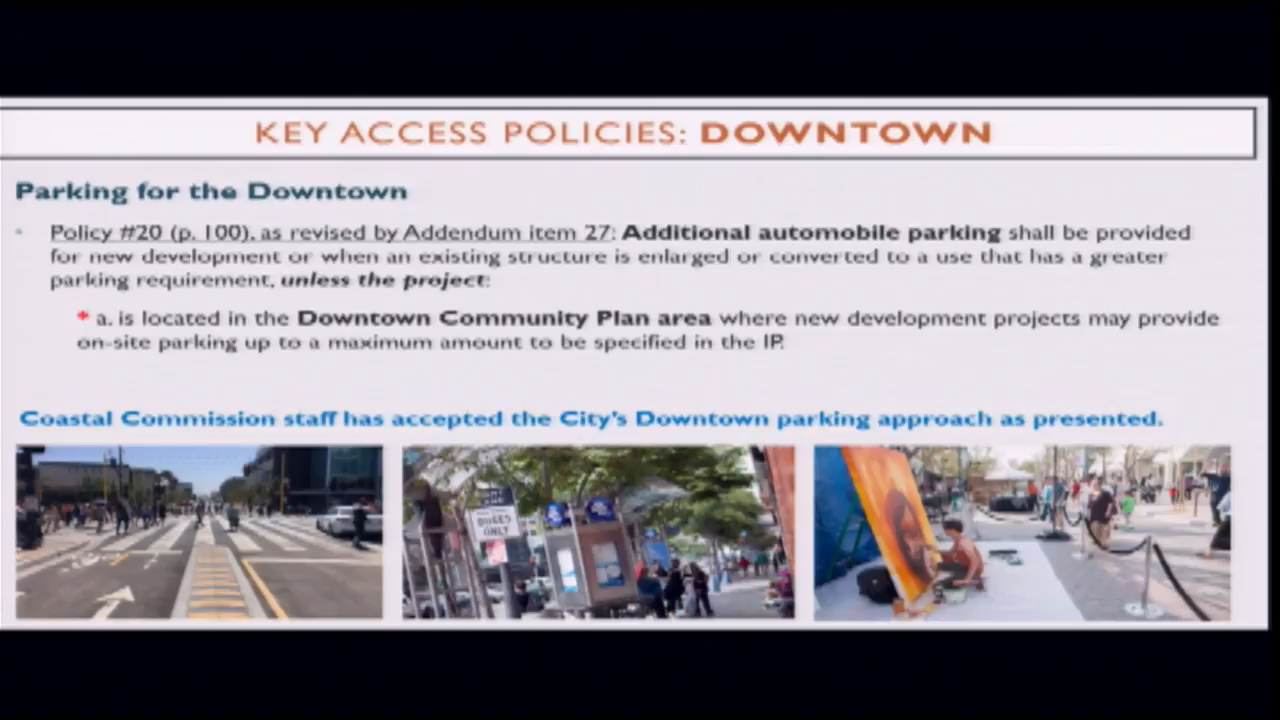 KEY ACCESS POLICIES: DOWNTOWN
Parking for the Downtown
Policy #20 (p. 100), as revised by Addendum item 27: Additional automobile parking shall be provided
for new development or when an existing structure is enlarged or converted to a use that has a greater
parking requirement, unless the project:
* a. is located in the Downtown Community Plan area where new development projects may provide
on-site parking up to a maximum amount to be specified in the IP.
Coastal Commission staff has accepted the City's Downtown parking approach as presented.
BUSES
ONLY